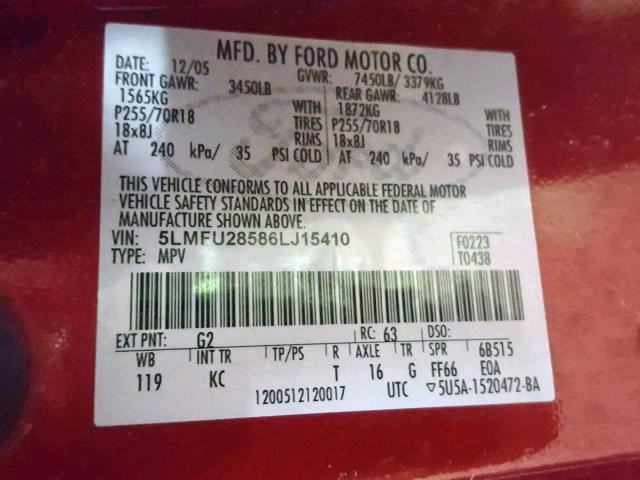 MFD. BY FORD MOTOR CO.
DATE: 12/05 GVWR: 7450LB/ 3379KG
FRONT GAWR: 3450LB REAR GAWR: 4128LB
1565KG WITH 1872KG WITH
P255/70R18 TIRES P255/70R18 TIRES
18x8J RIMS 18x8J RIMS
AT 240 kPa/ 35 PSI COLD AT 240 kPa/ 35 PSI COLD
THIS VEHICLE CONFORMS TO ALL APPLICABLE FEDERAL MOTOR
VEHICLE SAFETY STANDARDS IN EFFECT ON THE DATE OF
MANUFACTURE SHOWN ABOVE.
VIN: 5LMFU28586LJ15410 F0223
TYPE: MPV T0438
EXT PNT: G2 RC: 63 DSO:
WB INT TR TP/PS R AXLE TR SPR 6B515
119 KC T 16 G FF66 EOA
1200512120017 UTC ▽5U5A-1520472-BA